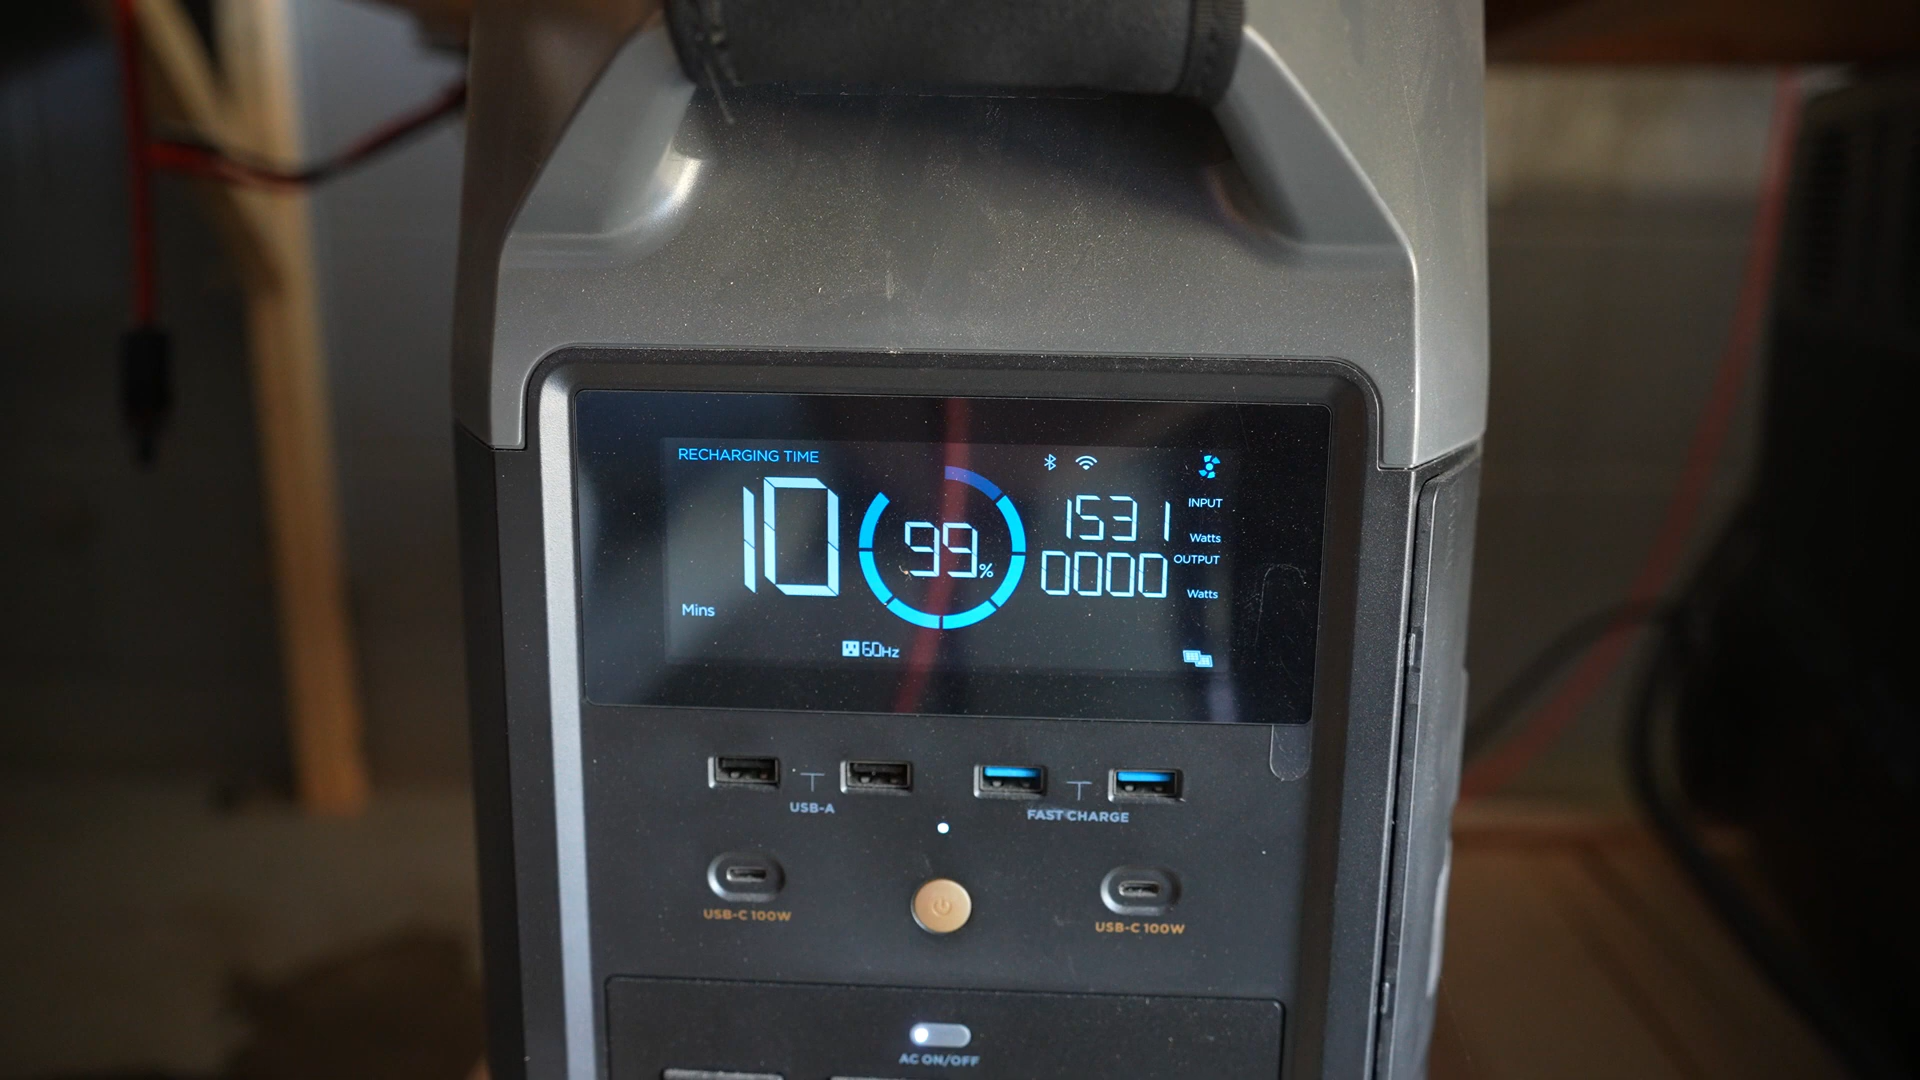 RECHARGING TIME
10
Mins
99%
1531
INPUT
Watts
0000
OUTPUT
Watts
60Hz
USB-A
FAST CHARGE
USB-C 100W
USB-C 100W
AC ON/OFF